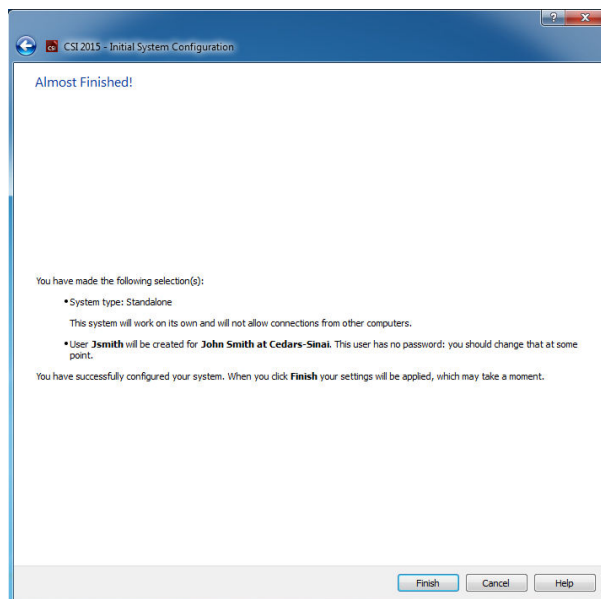 ?
X
CSI CSI 2015 - Initial System Configuration
Almost Finished!
You have made the following selection(s):
• System type: Standalone
This system will work on its own and will not allow connections from other computers.
• User Jsmith will be created for John Smith at Cedars-Sinai. This user has no password: you should change that at some
point.
You have successfully configured your system. When you click Finish your settings will be applied, which may take a moment.
Finish Cancel Help